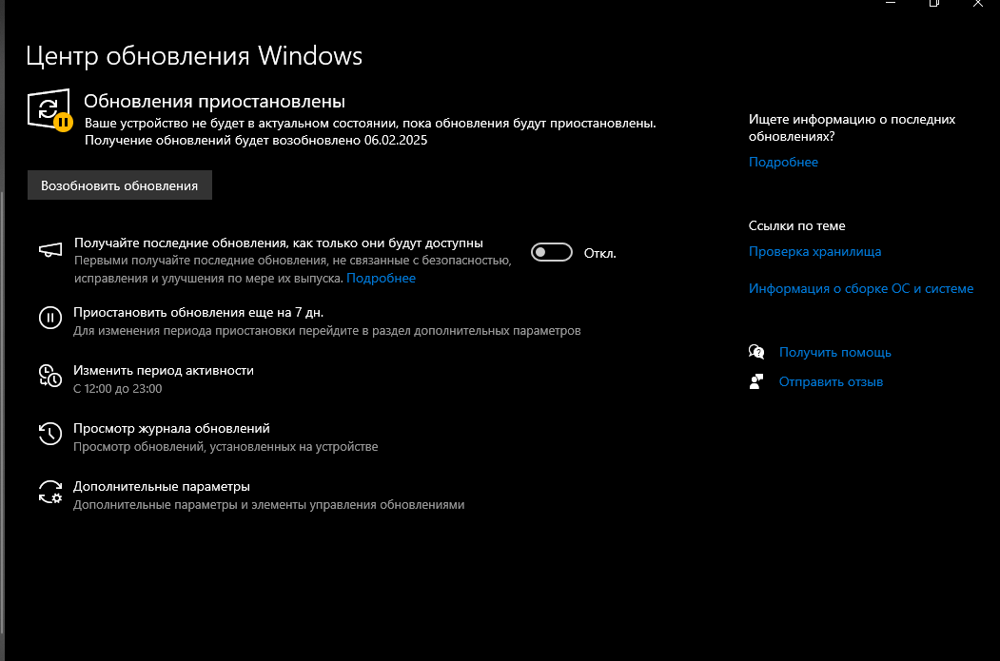 Центр обновления Windows
Обновления приостановлены
Ваше устройство не будет в актуальном состоянии, пока обновления будут приостановлены.
Получение обновлений будет возобновлено 06.02.2025
Возобновить обновления
Получайте последние обновления, как только они будут доступны
Первыми получайте последние обновления, не связанные с безопасностью,
исправления и улучшения по мере их выпуска. Подробнее
Откл.
Приостановить обновления еще на 7 дн.
Для изменения периода приостановки перейдите в раздел дополнительных параметров
Изменить период активности
С 12:00 до 23:00
Просмотр журнала обновлений
Просмотр обновлений, установленных на устройстве
Дополнительные параметры
Дополнительные параметры и элементы управления обновлениями
Ищете информацию о последних
обновлениях?
Подробнее
Ссылки по теме
Проверка хранилища
Информация о сборке ОС и системе
Получить помощь
Отправить отзыв